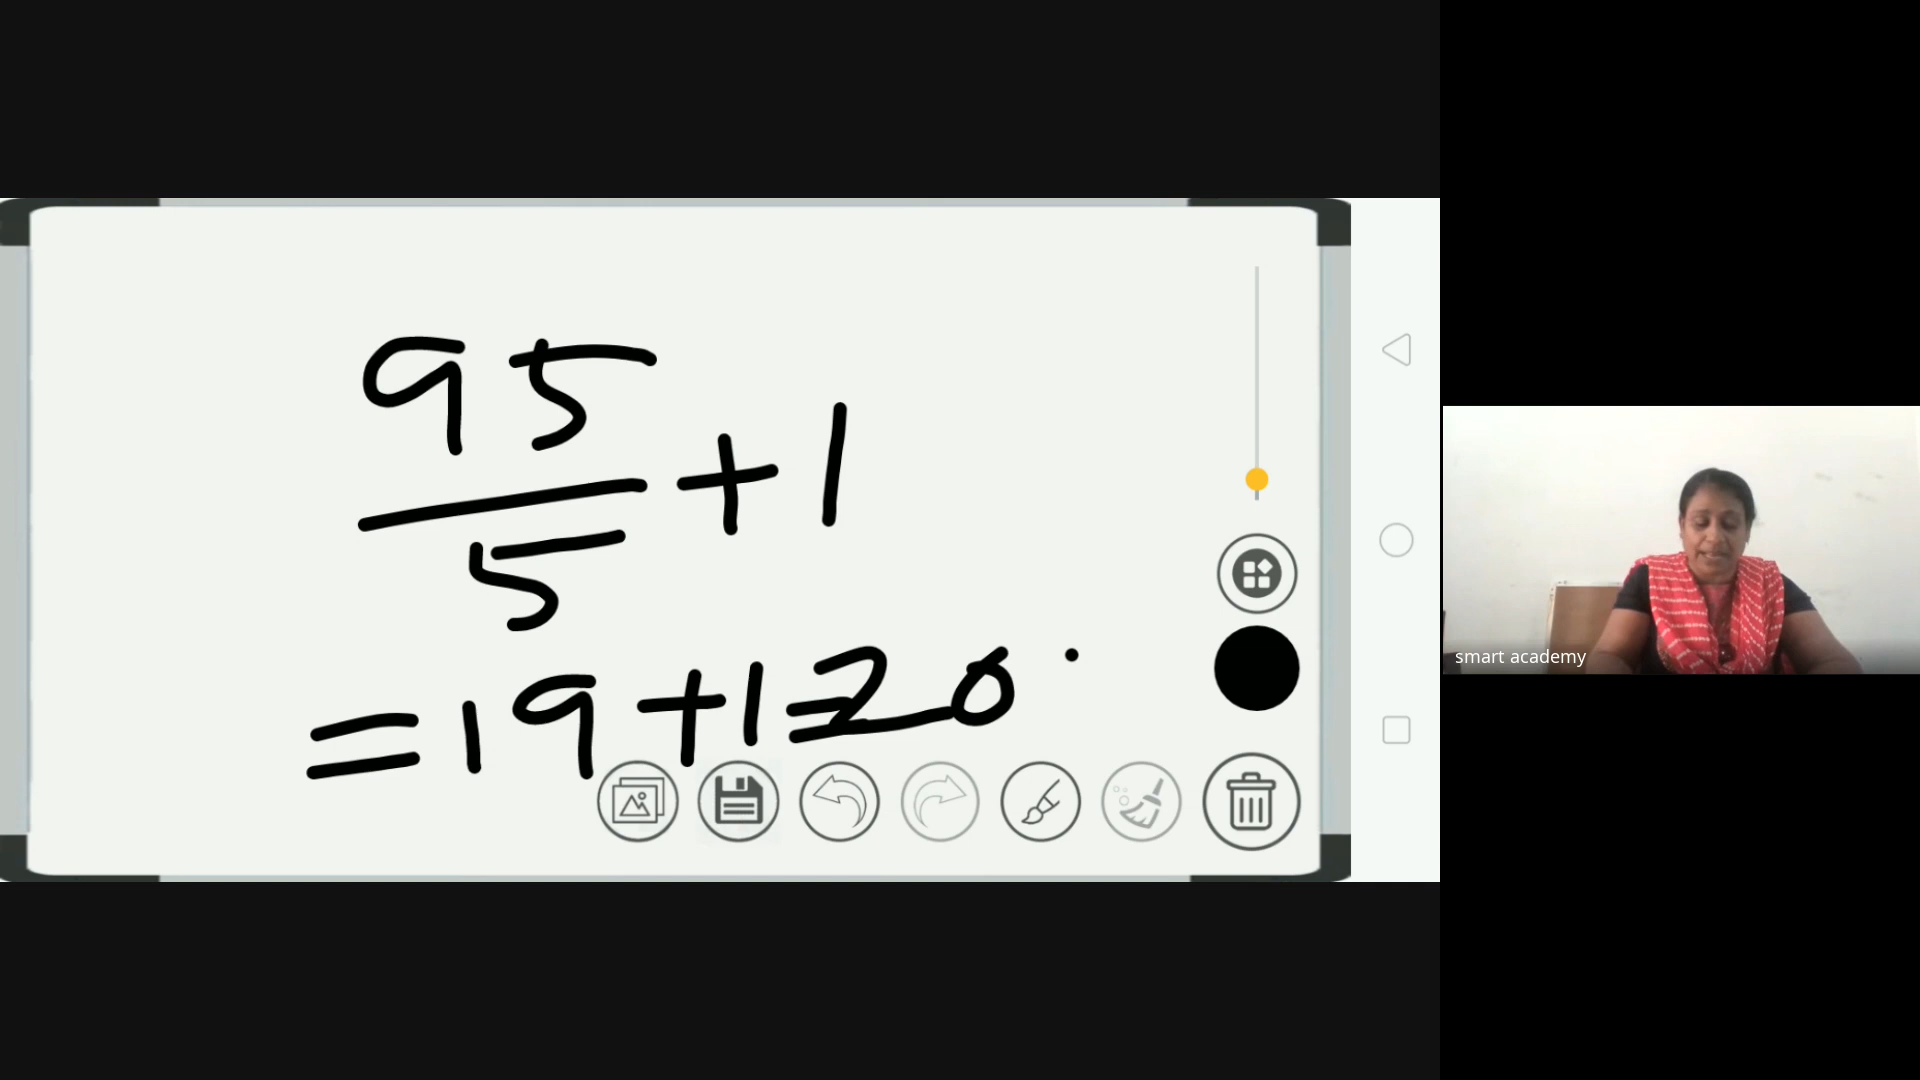 95/5 + 1
= 19 + 1 = 20
smart academy